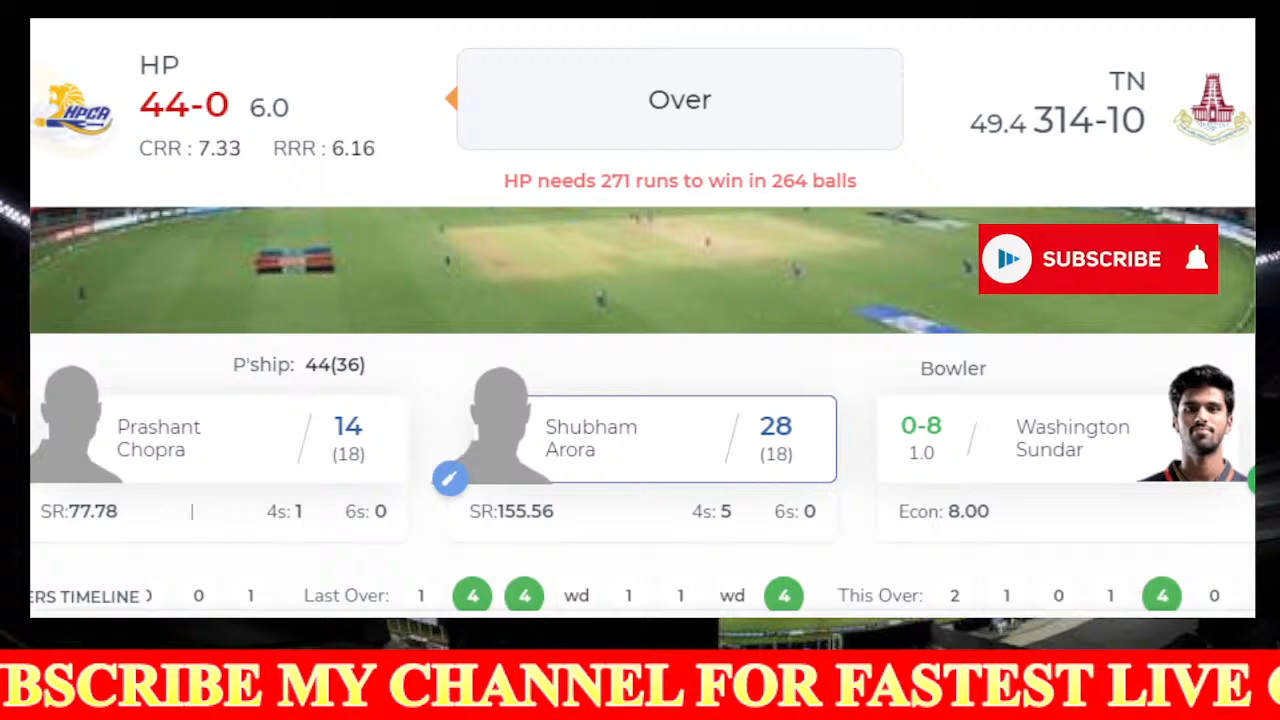 HP
44-0 6.0
CRR : 7.33 RRR : 6.16
HPCA
Over
HP needs 271 runs to win in 264 balls
TN
49.4 314-10
SUBSCRIBE
P'ship: 44(36)
Prashant
Chopra
14
(18)
SR:77.78 | 4s: 1 6s: 0
Shubham
Arora
28
(18)
SR:155.56 4s: 5 6s: 0
Bowler
0-8
1.0
Washington
Sundar
Econ: 8.00
ERS TIMELINE 0 1 Last Over: 1 4 4 wd 1 1 wd 4 This Over: 2 1 0 1 4 0
BSCRIBE MY CHANNEL FOR FASTEST LIVE